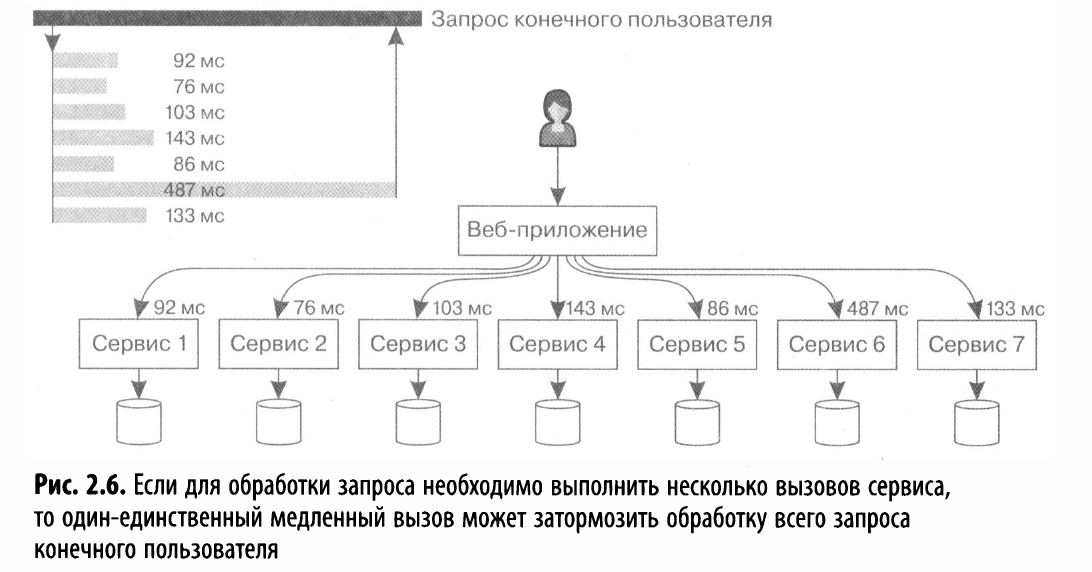 Запрос конечного пользователя
92 мс
76 мс
103 мс
143 мс
86 мс
487 мс
133 мс
Веб-приложение
92 мс
76 мс
103 мс
143 мс
86 мс
487 мс
133 мс
Сервис 1
Сервис 2
Сервис 3
Сервис 4
Сервис 5
Сервис 6
Сервис 7
Рис. 2.6. Если для обработки запроса необходимо выполнить несколько вызовов сервиса,
то один-единственный медленный вызов может затормозить обработку всего запроса
конечного пользователя